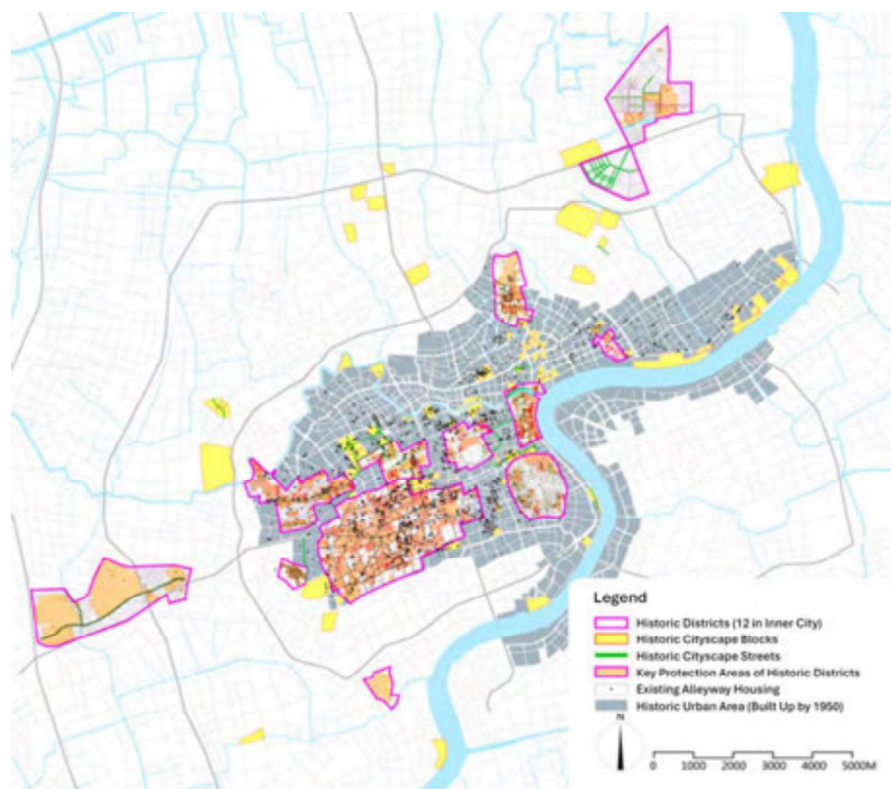 Legend
Historic Districts (12 in Inner City)
Historic Cityscape Blocks
Historic Cityscape Streets
Key Protection Areas of Historic Districts
Existing Alleyway Housing
Historic Urban Area (Built Up by 1950)
N
0 1000 2000 3000 4000 5000M